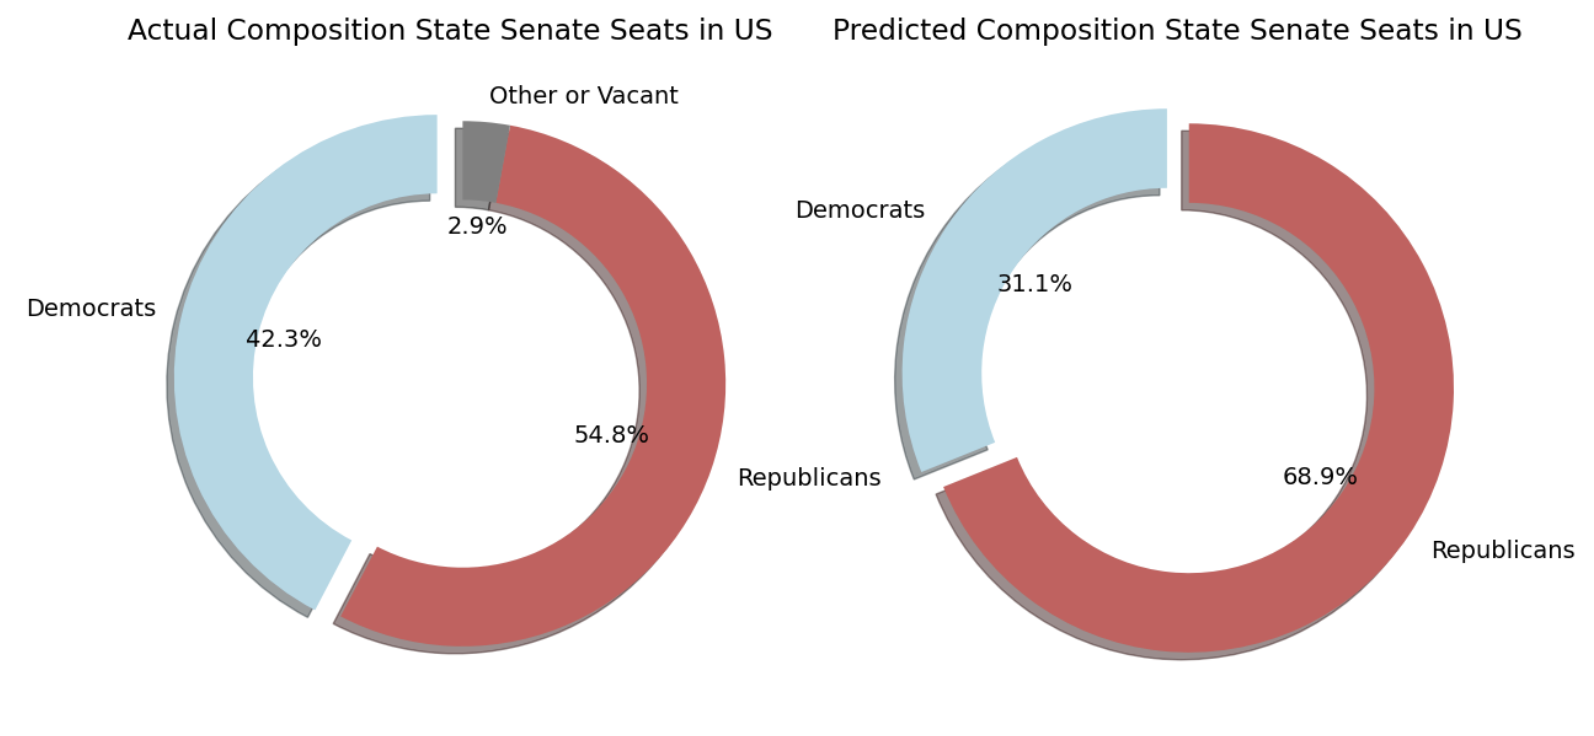 Actual Composition State Senate Seats in US
Other or Vacant
2.9%
Democrats
42.3%
54.8%
Republicans
Predicted Composition State Senate Seats in US
Democrats
31.1%
68.9%
Republicans